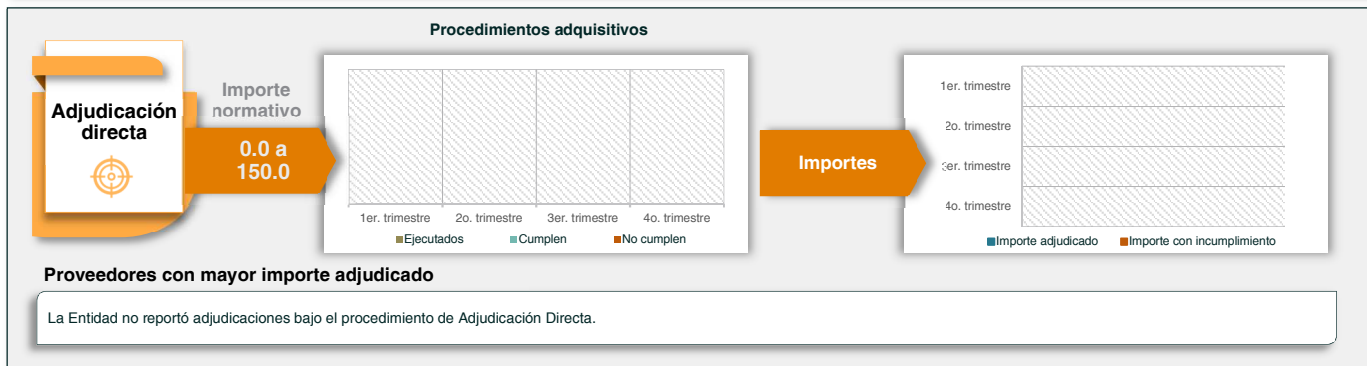 Procedimientos adquisitivos
Adjudicación
directa
Importe
normativo
0.0 a
150.0
1er. trimestre 2o. trimestre 3er. trimestre 4o. trimestre
Ejecutados Cumplen No cumplen
Importes
1er. trimestre
2o. trimestre
3er. trimestre
4o. trimestre
Importe adjudicado Importe con incumplimiento
Proveedores con mayor importe adjudicado
La Entidad no reportó adjudicaciones bajo el procedimiento de Adjudicación Directa.